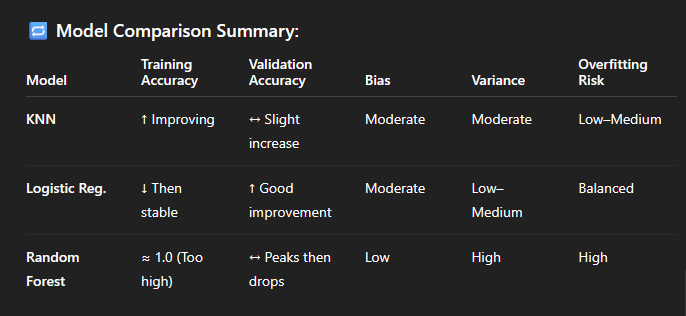 🔁 Model Comparison Summary:
Model Training Accuracy Validation Accuracy Bias Variance Overfitting Risk
KNN ↑ Improving ↔ Slight increase Moderate Moderate Low–Medium
Logistic Reg. ↓ Then stable ↑ Good improvement Moderate Low–Medium Balanced
Random Forest ≈ 1.0 (Too high) ↔ Peaks then drops Low High High